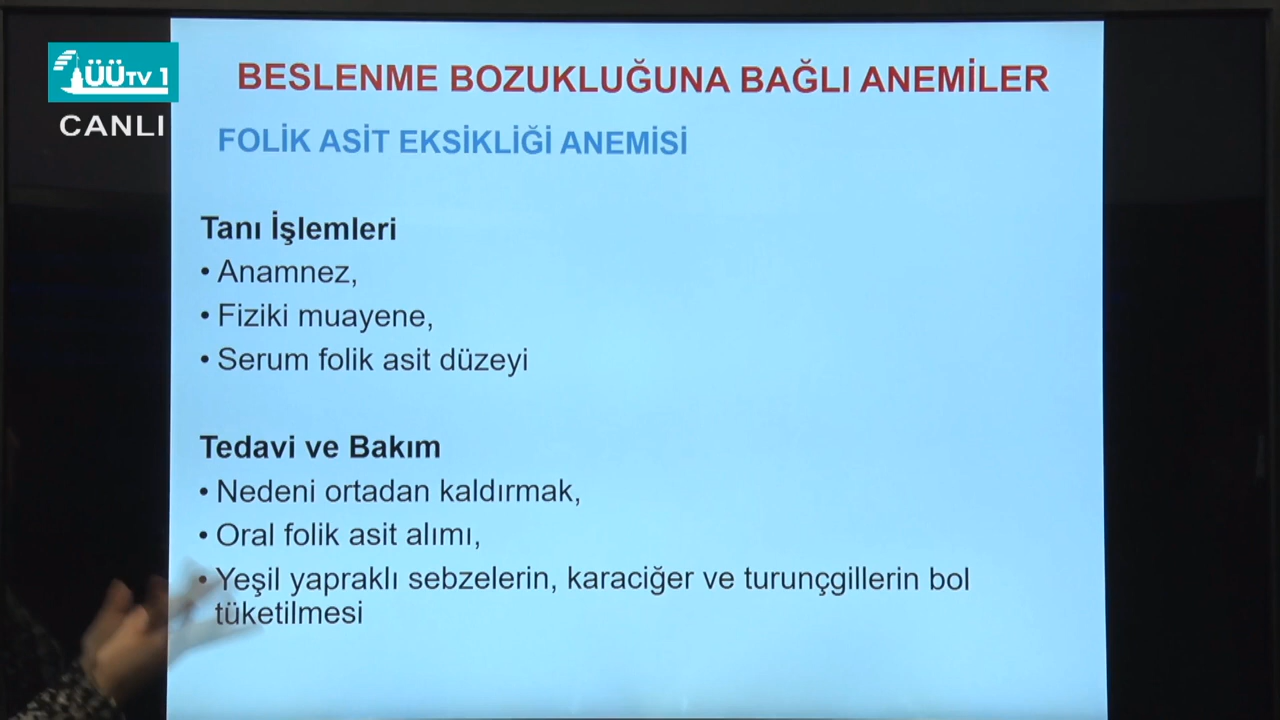 ÜÜTV 1
CANLI
BESLENME BOZUKLUĞUNA BAĞLI ANEMİLER
FOLİK ASİT EKSİKLİĞİ ANEMİSİ
Tanı İşlemleri
• Anamnez,
• Fiziki muayene,
• Serum folik asit düzeyi
Tedavi ve Bakım
• Nedeni ortadan kaldırmak,
• Oral folik asit alımı,
• Yeşil yapraklı sebzelerin, karaciğer ve turunçgillerin bol
tüketilmesi